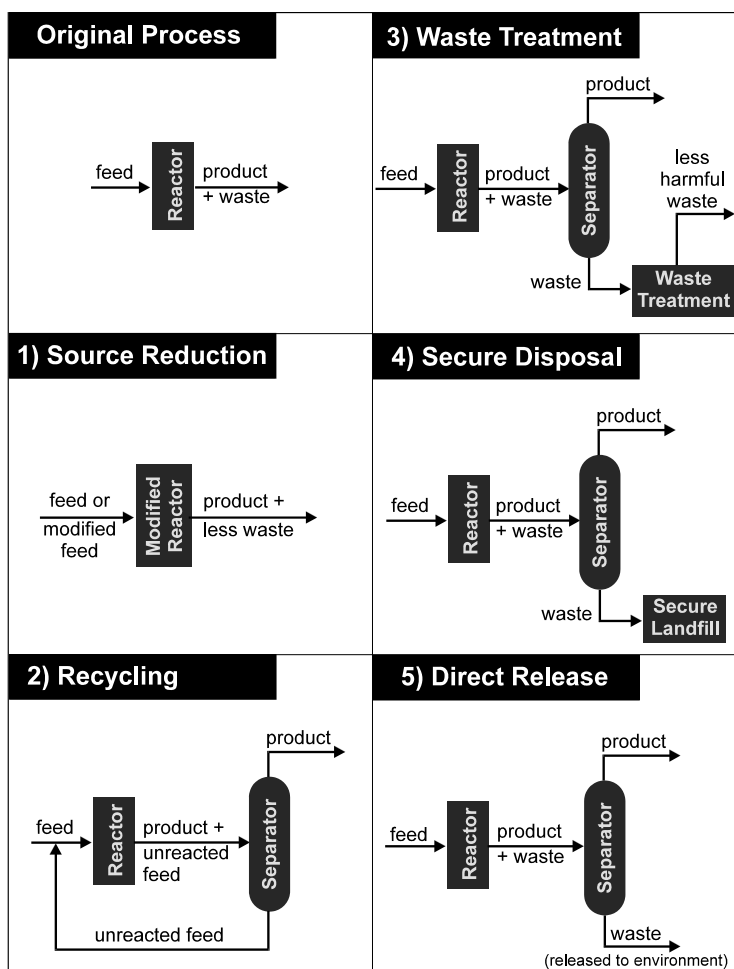 Original Process
feed
Reactor
product
+ waste
1) Source Reduction
feed or
modified
feed
Modified
Reactor
product +
less waste
2) Recycling
feed
Reactor
product +
unreacted
feed
Separator
product
unreacted feed
3) Waste Treatment
feed
Reactor
product
+ waste
Separator
product
waste
Waste
Treatment
less
harmful
waste
4) Secure Disposal
feed
Reactor
product
+ waste
Separator
product
waste
Secure
Landfill
5) Direct Release
feed
Reactor
product
+ waste
Separator
product
waste
(released to environment)